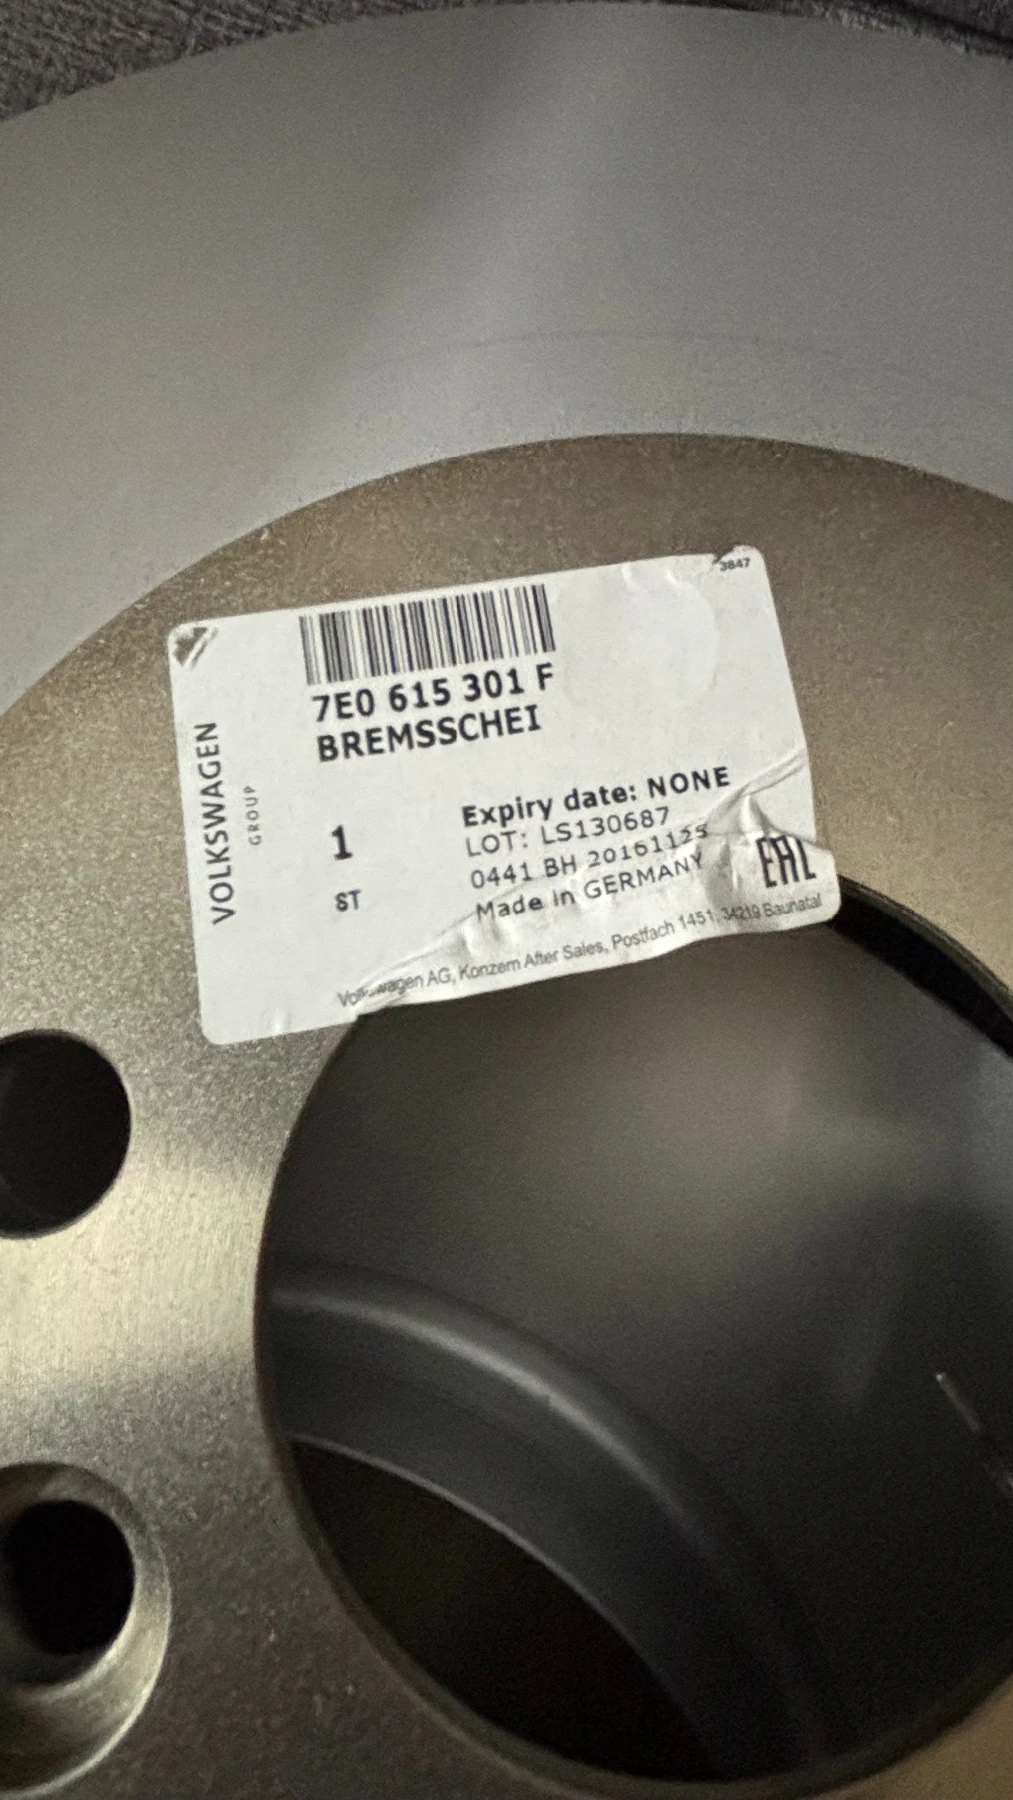 3847
7E0 615 301 F
BREMSSCHEI
VOLKSWAGEN
GROUP
1
ST
Expiry date: NONE
LOT: LS130687
0441 BH 20161125
Made in GERMANY
EAC
Volkswagen AG, Konzern After Sales, Postfach 1451, 34219 Baunatal